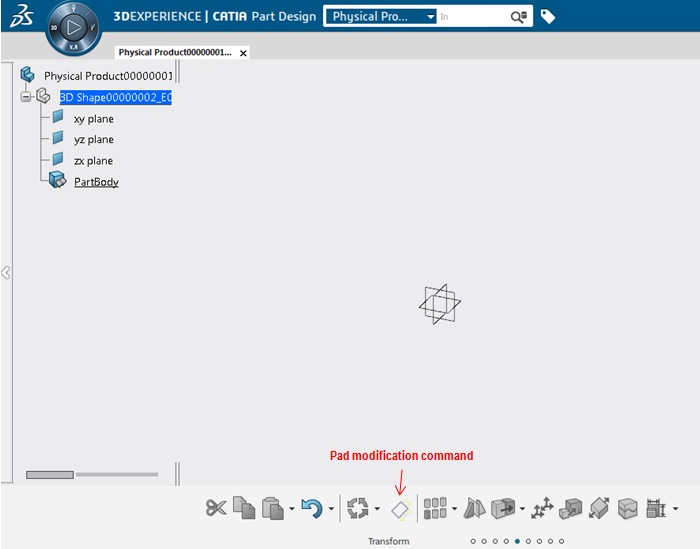 3DEXPERIENCE | CATIA Part Design
Physical Pro...
In
3D
V.R
Physical Product00000001... x
Physical Product00000001
3D Shape00000002_E0
xy plane
yz plane
zx plane
PartBody
Pad modification command
Transform